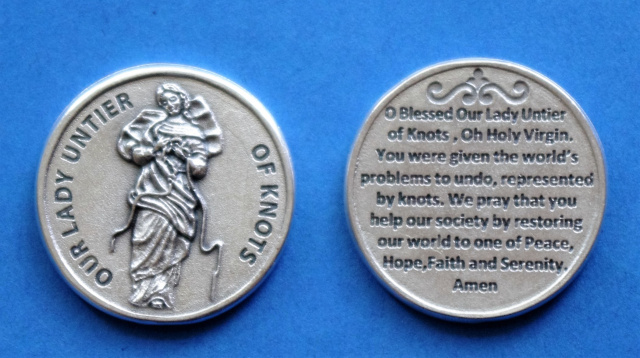 OUR LADY UNTIER
OF KNOTS
O Blessed Our Lady Untier
of Knots , Oh Holy Virgin.
You were given the world's
problems to undo, represented
by knots. We pray that you
help our society by restoring
our world to one of Peace,
Hope,Faith and Serenity.
Amen